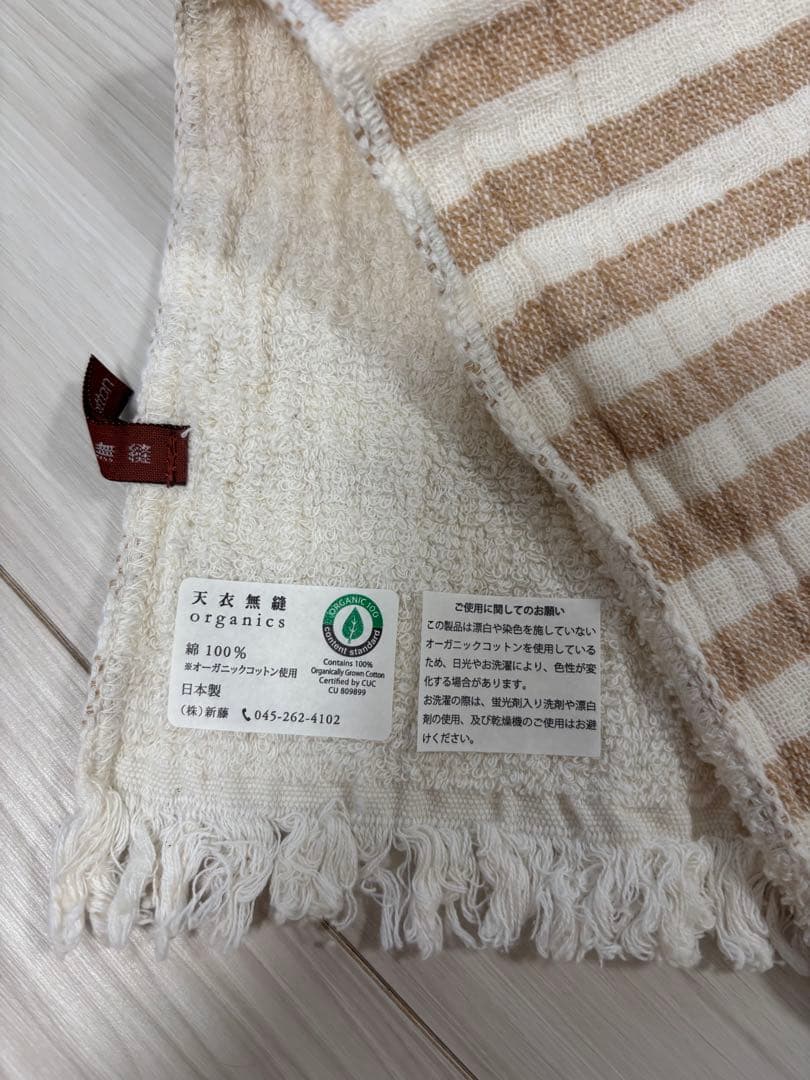 無縫
天衣無縫
organics
綿 100%
※オーガニックコットン使用
日本製
(株)新藤 045-262-4102
ORGANIC 100
content standard
Contains 100%
Organically Grown Cotton
Certified by CUC
CU 809899
ご使用に関してのお願い
この製品は漂白や染色を施していない
オーガニックコットンを使用している
ため、日光やお洗濯により、色性が変
化する場合があります。
お洗濯の際は、蛍光剤入り洗剤や漂白
剤の使用、及び乾燥機のご使用はお避
けください。